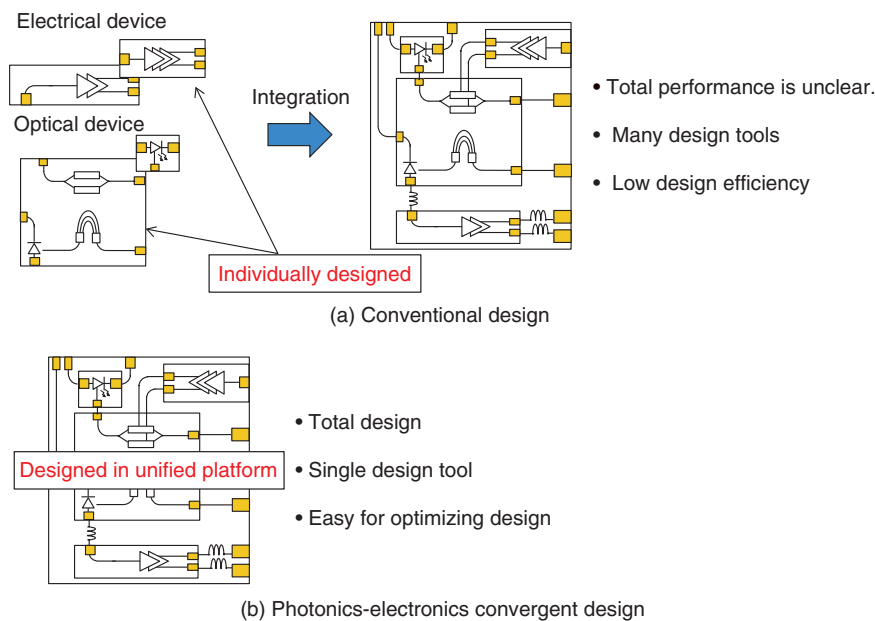 Electrical device
Optical device
Integration
Individually designed
• Total performance is unclear.
• Many design tools
• Low design efficiency
(a) Conventional design
Designed in unified platform
• Total design
• Single design tool
• Easy for optimizing design
(b) Photonics-electronics convergent design